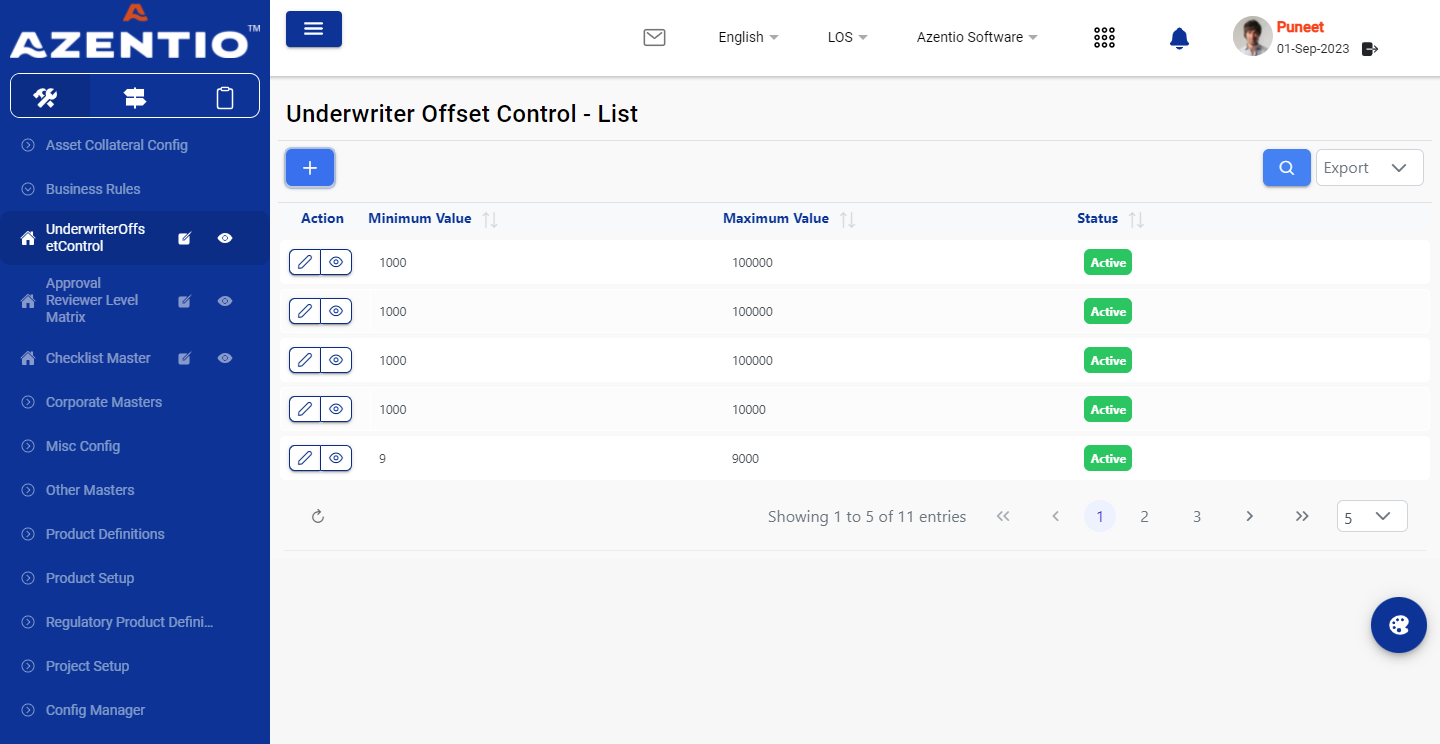 AZENTIO™
English
LOS
Azentio Software
Puneet
01-Sep-2023
Asset Collateral Config
Business Rules
UnderwriterOffs
etControl
Approval
Reviewer Level
Matrix
Checklist Master
Corporate Masters
Misc Config
Other Masters
Product Definitions
Product Setup
Regulatory Product Defini...
Project Setup
Config Manager
Underwriter Offset Control - List
Export
Action Minimum Value Maximum Value Status
1000 100000 Active
1000 100000 Active
1000 100000 Active
1000 10000 Active
9 9000 Active
Showing 1 to 5 of 11 entries 1 2 3 5